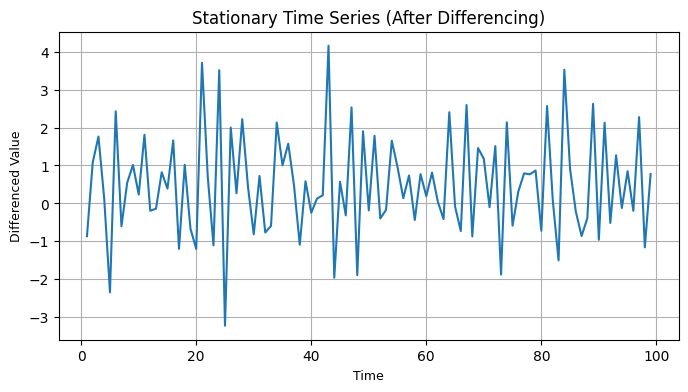 Stationary Time Series (After Differencing)
Differenced Value
4
3
2
1
0
−1
−2
−3
0 20 40 60 80 100
Time